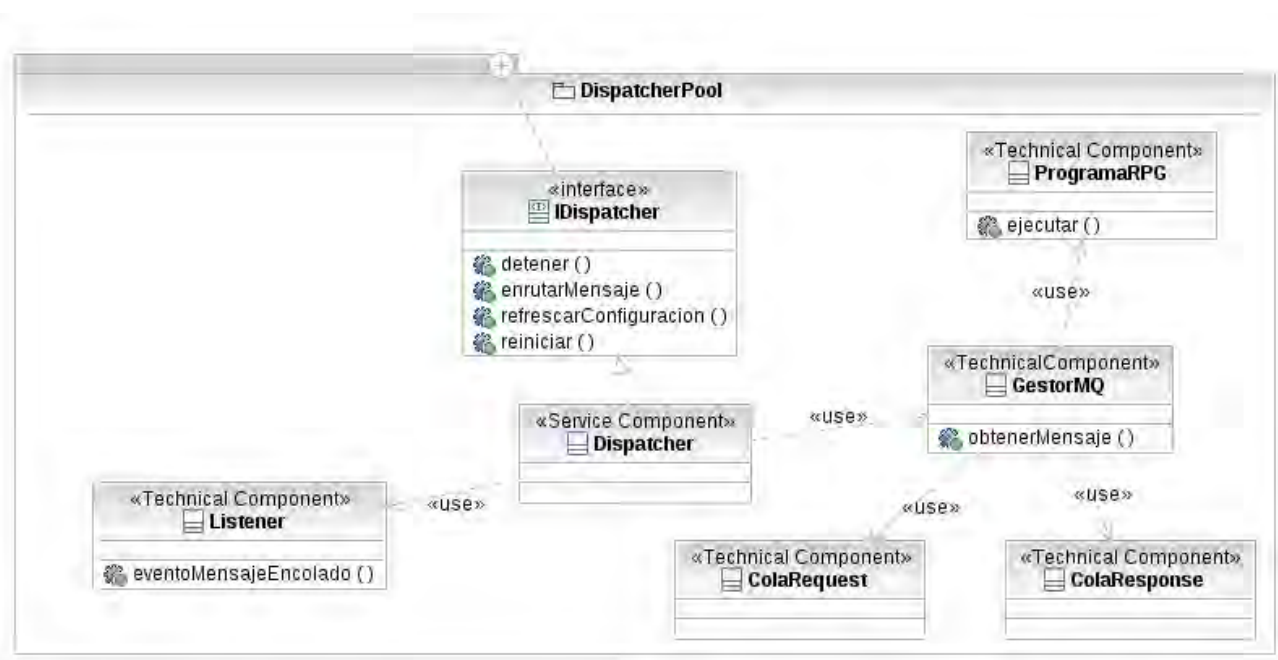 DispatcherPool
«interface»
IDispatcher
detener ( )
enrutarMensaje ( )
refrescarConfiguracion ( )
reiniciar ( )
«Technical Component»
ProgramaRPG
ejecutar ( )
«use»
«TechnicalComponent»
GestorMQ
obtenerMensaje ( )
«use»
«Service Component»
Dispatcher
«use»
«Technical Component»
Listener
eventoMensajeEncolado ( )
«use»
«use»
«Technical Component»
ColaRequest
«Technical Component»
ColaResponse